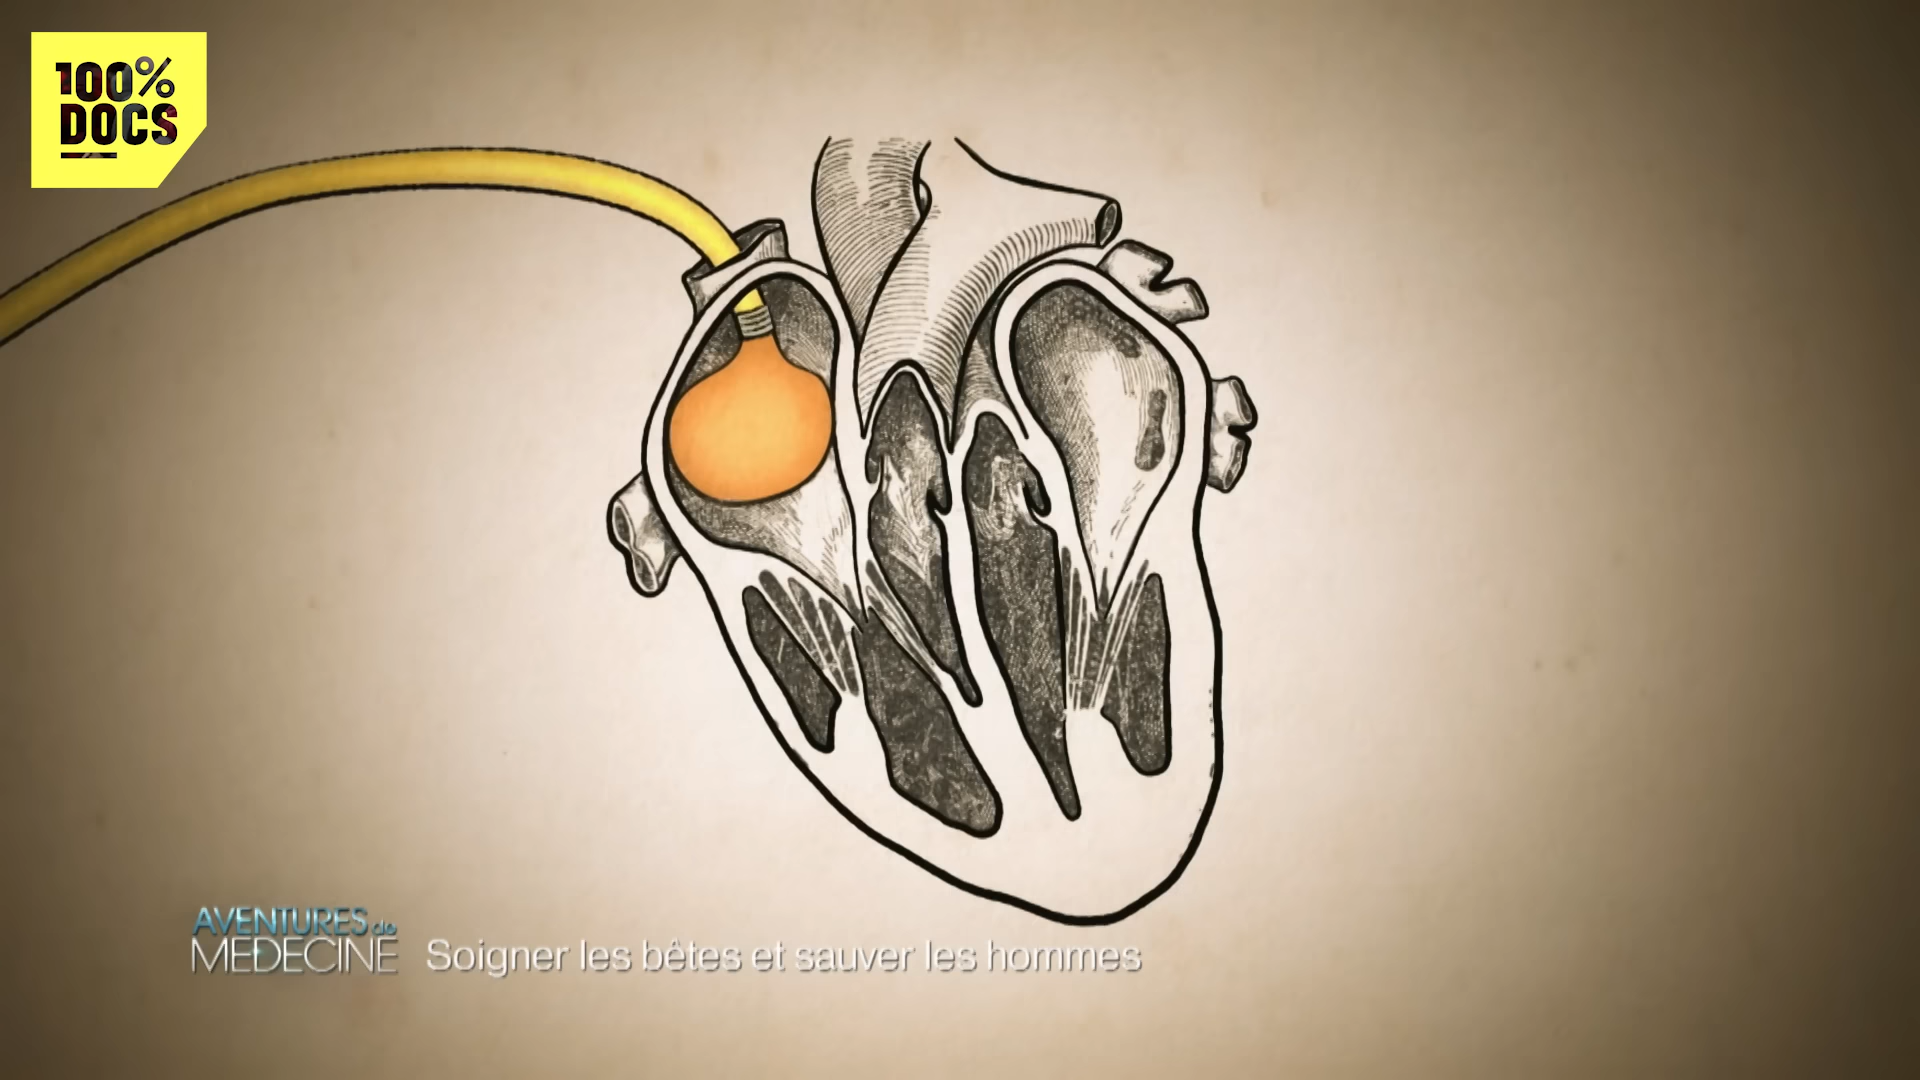 100%
DOCS
AVENTURES de
MEDECINE
Soigner les bêtes et sauver les hommes